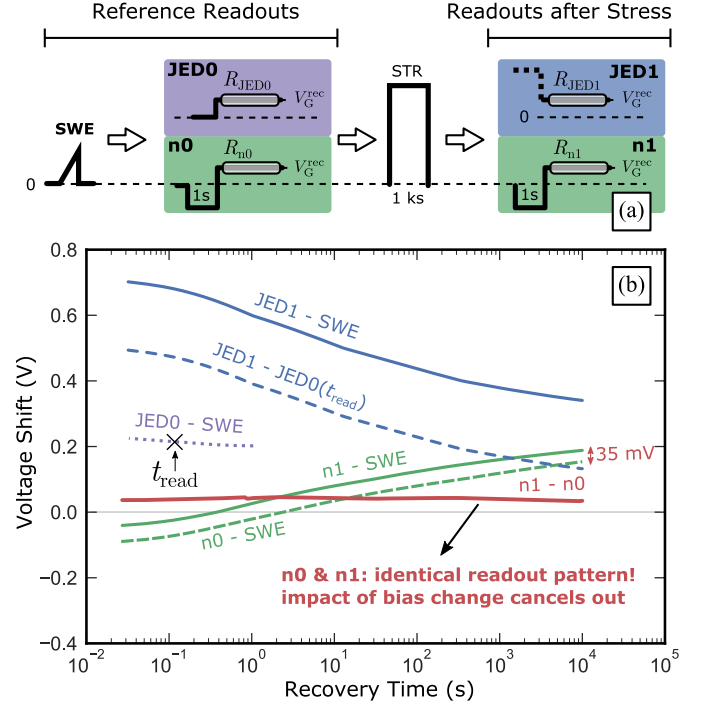 Reference Readouts
Readouts after Stress
JED0
R_JED0
V_G^rec
STR
R_JED1
JED1
V_G^rec
0
SWE
n0
R_n0
V_G^rec
1s
0
1 ks
n1
R_n1
V_G^rec
1s
(a)
(b)
0.8
0.6
0.4
0.2
0.0
−0.2
−0.4
Voltage Shift (V)
JED1 - SWE
JED1 - JED0(t_read)
JED0 - SWE
t_read
n1 - SWE
35 mV
n1 - n0
n0 - SWE
n0 & n1: identical readout pattern!
impact of bias change cancels out
10^−2 10^−1 10^0 10^1 10^2 10^3 10^4 10^5
Recovery Time (s)